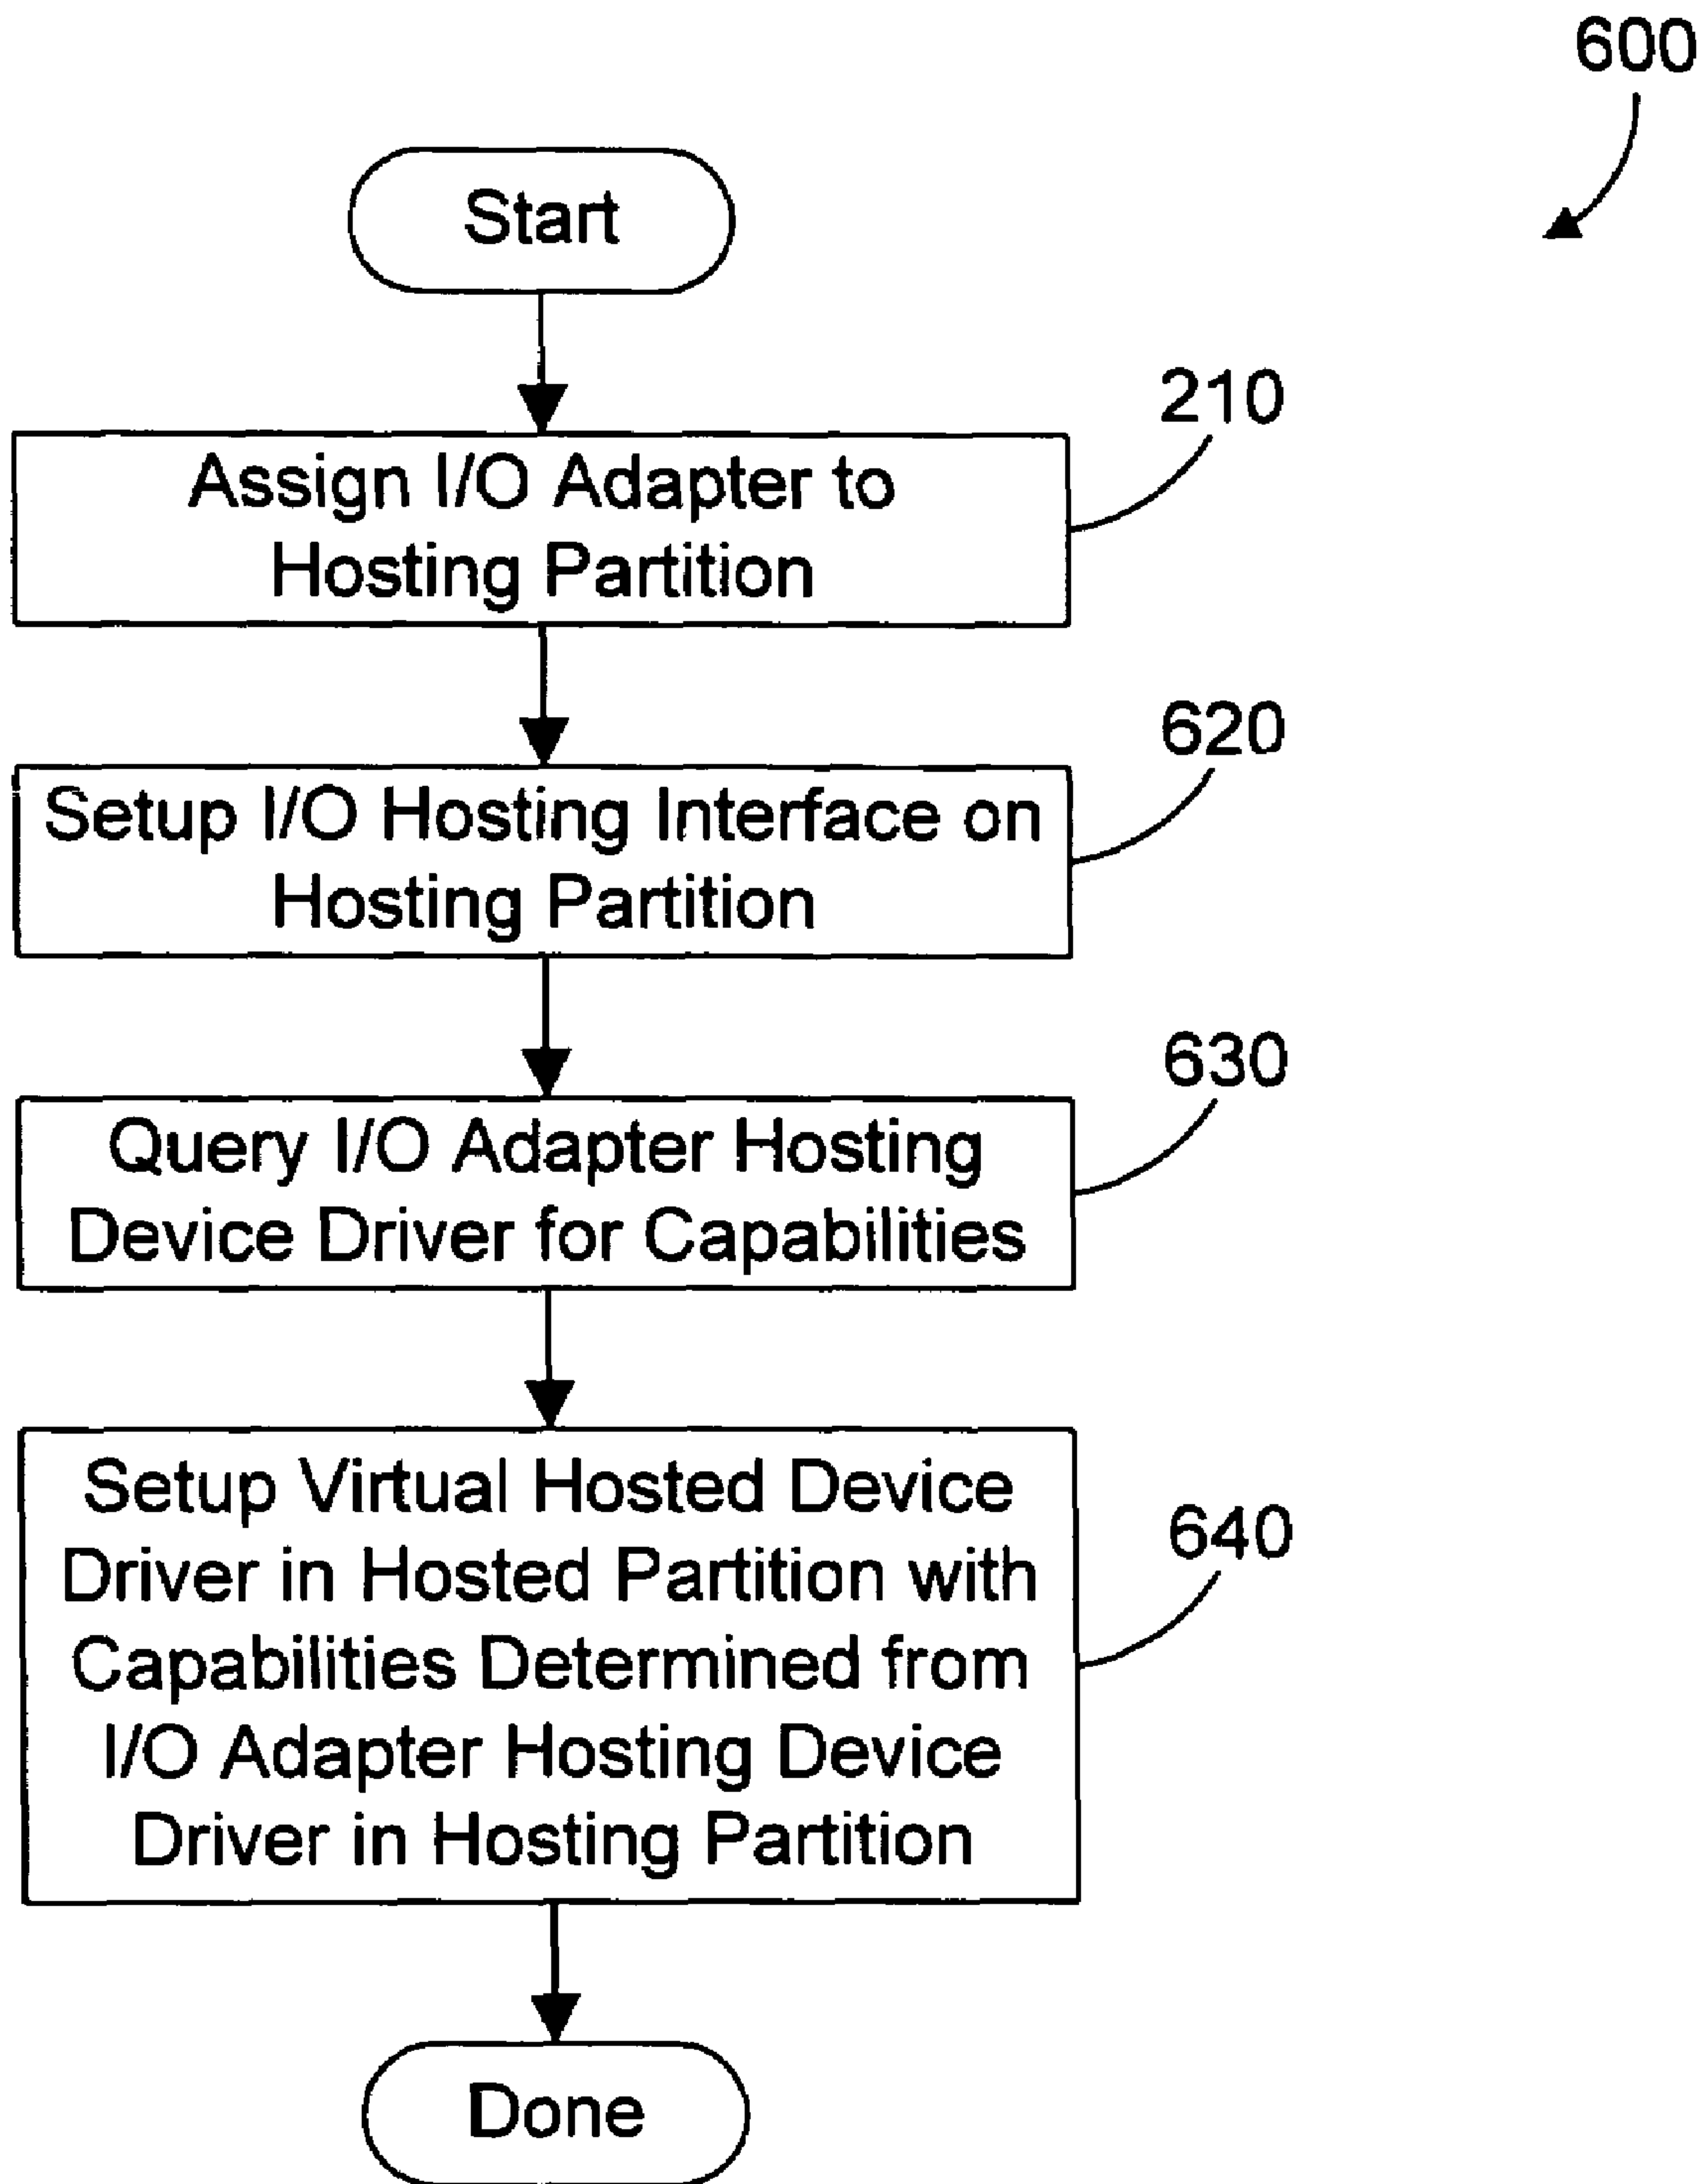 600
Start
210
Assign I/O Adapter to
Hosting Partition
620
Setup I/O Hosting Interface on
Hosting Partition
630
Query I/O Adapter Hosting
Device Driver for Capabilities
640
Setup Virtual Hosted Device
Driver in Hosted Partition with
Capabilities Determined from
I/O Adapter Hosting Device
Driver in Hosting Partition
Done